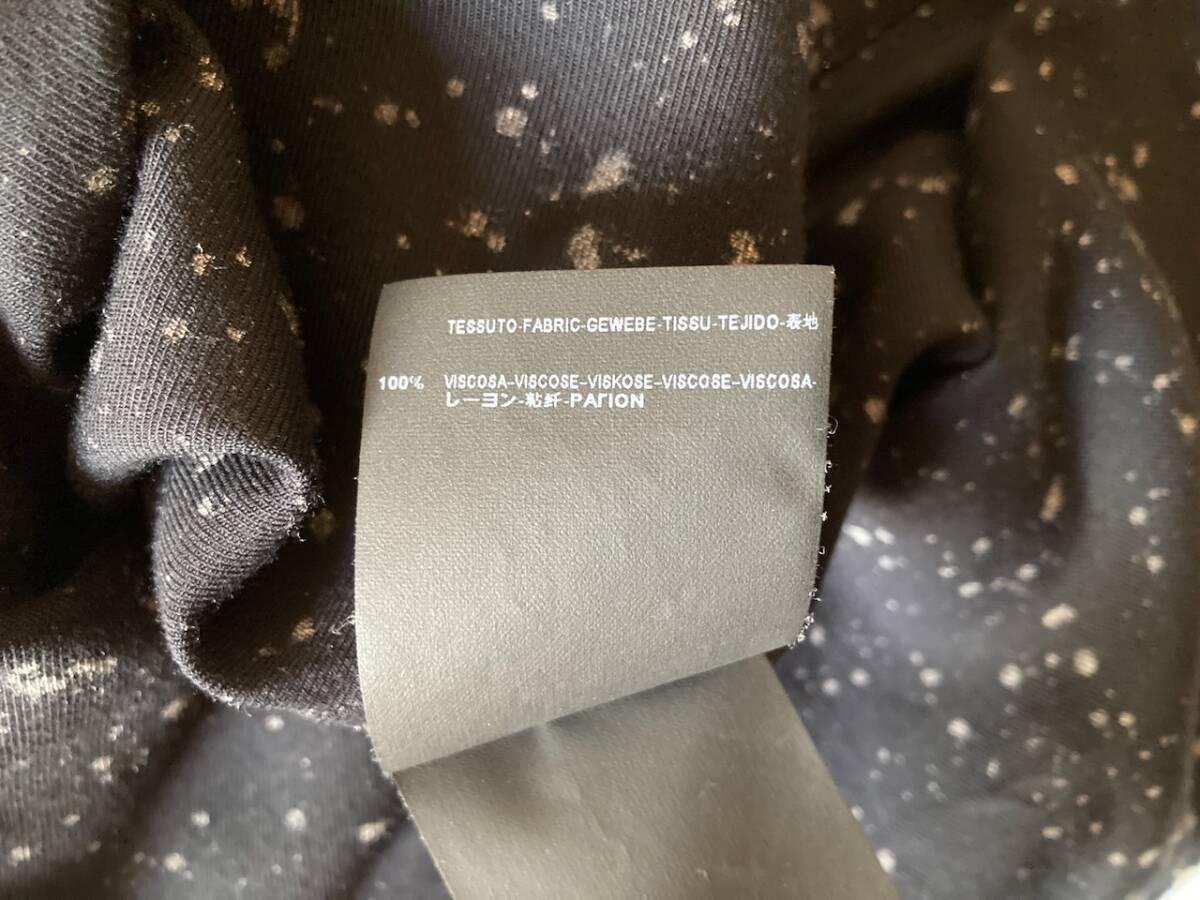 TESSUTO-FABRIC-GEWEBE-TISSU-TEJIDO-表地
100% VISCOSA-VISCOSE-VISKOSE-VISCOSE-VISCOSA-
レーヨン-粘纤-РАГІОN